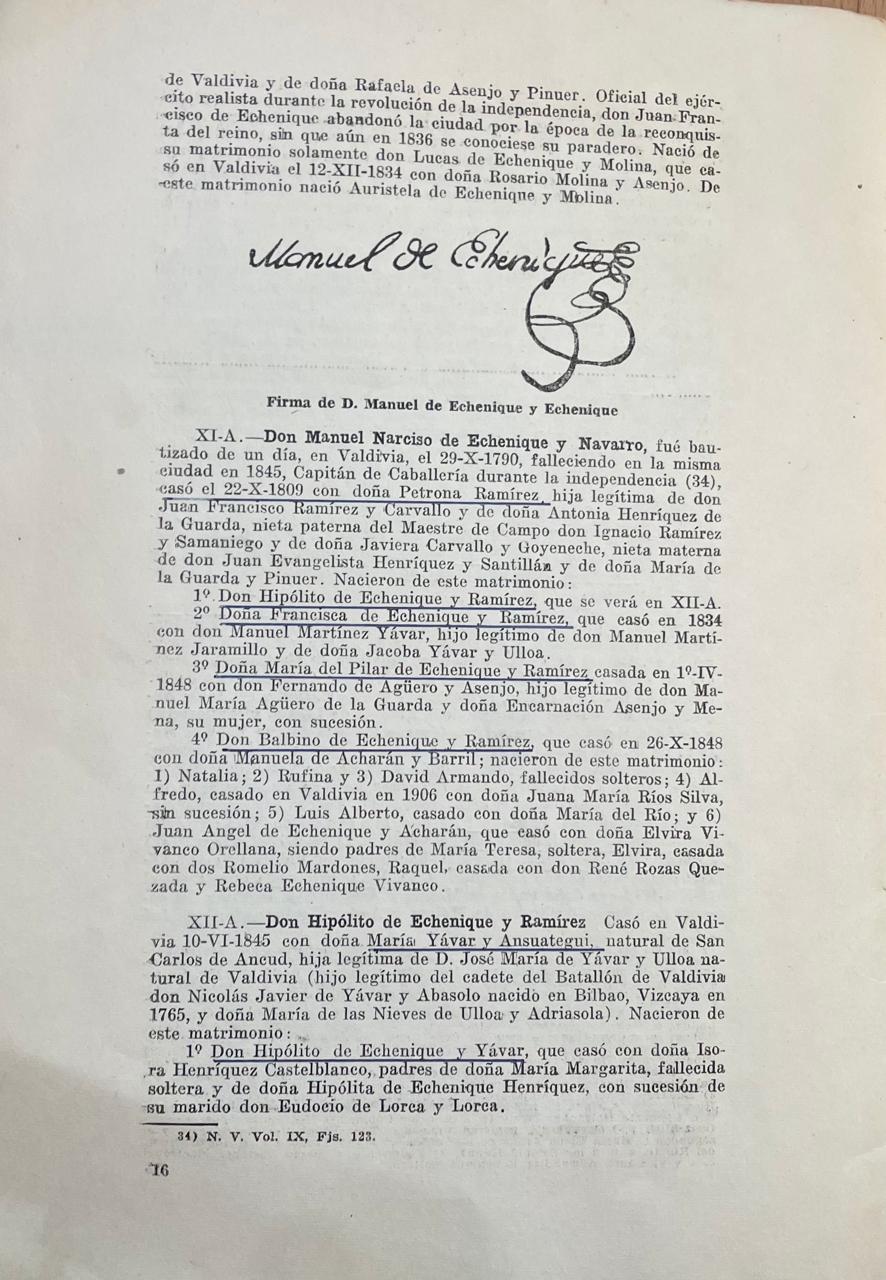 de Valdivia y de doña Rafaela de Asenjo y Pinuer. Oficial del ejér-
cito realista durante la revolución de la independencia, don Juan Fran-
cisco de Echenique abandonó la ciudad por la época de la reconquis-
ta del reino, sin que aún en 1836 se conociese su paradero. Nació de
su matrimonio solamente don Lucas de Echenique y Molina, que ca-
só en Valdivia el 12-XII-1834 con doña Rosario Molina y Asenjo. De
este matrimonio nació Auristela de Echenique y Molina.
Manuel de Echenique
Firma de D. Manuel de Echenique y Echenique
XI-A.—Don Manuel Narciso de Echenique y Navarro, fué bau-
tizado de un día, en Valdivia, el 29-X-1790, falleciendo en la misma
ciudad en 1845, Capitán de Caballería durante la independencia (34),
casó el 22-X-1809 con doña Petrona Ramírez, hija legítima de don
Juan Francisco Ramírez y Carvallo y de doña Antonia Henríquez de
la Guarda, nieta paterna del Maestre de Campo don Ignacio Ramírez
y Samaniego y de doña Javiera Carvallo y Goyeneche, nieta materna
de don Juan Evangelista Henríquez y Santillán y de doña María de
la Guarda y Pinuer. Nacieron de este matrimonio:
1º Don Hipólito de Echenique y Ramírez, que se verá en XII-A.
2º Doña Francisca de Echenique y Ramírez, que casó en 1834
con don Manuel Martínez Yávar, hijo legítimo de don Manuel Martí-
nez Jaramillo y de doña Jacoba Yávar y Ulloa.
3º Doña María del Pilar de Echenique y Ramírez casada en 1º-IV-
1848 con don Fernando de Agüero y Asenjo, hijo legítimo de don Ma-
nuel María Agüero de la Guarda y doña Encarnación Asenjo y Me-
na, su mujer, con sucesión.
4º Don Balbino de Echenique y Ramírez, que casó en 26-X-1848
con doña Manuela de Acharán y Barril; nacieron de este matrimonio:
1) Natalia; 2) Rufina y 3) David Armando, fallecidos solteros; 4) Al-
fredo, casado en Valdivia en 1906 con doña Juana María Ríos Silva,
sin sucesión; 5) Luis Alberto, casado con doña María del Río; y 6)
Juan Angel de Echenique y Acharán, que casó con doña Elvira Vi-
vanco Orellana, siendo padres de María Teresa, soltera, Elvira, casada
con dos Romelio Mardones, Raquel, casada con don René Rozas Que-
zada y Rebeca Echenique Vivanco.
XII-A.—Don Hipólito de Echenique y Ramírez Casó en Valdi-
via 10-VI-1845 con doña María Yávar y Ansuategui, natural de San
Carlos de Ancud, hija legítima de D. José María de Yávar y Ulloa na-
tural de Valdivia (hijo legítimo del cadete del Batallón de Valdivia
don Nicolás Javier de Yávar y Abasolo nacido en Bilbao, Vizcaya en
1765, y doña María de las Nieves de Ulloa y Adriasola). Nacieron de
este matrimonio:
1º Don Hipólito de Echenique y Yávar, que casó con doña Iso-
ra Henríquez Castelblanco, padres de doña María Margarita, fallecida
soltera y de doña Hipólita de Echenique Henríquez, con sucesión de
su marido don Eudocio de Lorca y Lorca.
34) N. V. Vol. IX, Fjs. 123.
16